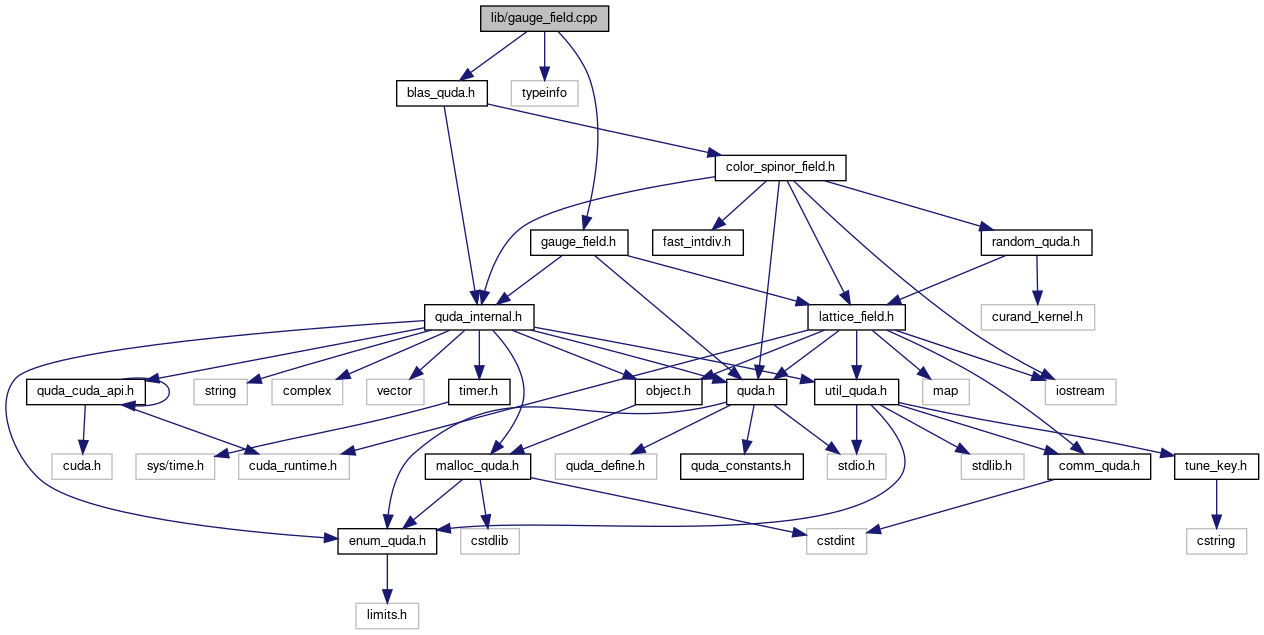 lib/gauge_field.cpp
blas_quda.h
typeinfo
color_spinor_field.h
gauge_field.h
fast_intdiv.h
random_quda.h
quda_internal.h
lattice_field.h
curand_kernel.h
quda_cuda_api.h
string
complex
vector
timer.h
object.h
quda.h
util_quda.h
map
iostream
cuda.h
sys/time.h
cuda_runtime.h
malloc_quda.h
quda_define.h
quda_constants.h
stdio.h
stdlib.h
comm_quda.h
tune_key.h
enum_quda.h
cstdlib
cstdint
cstring
limits.h